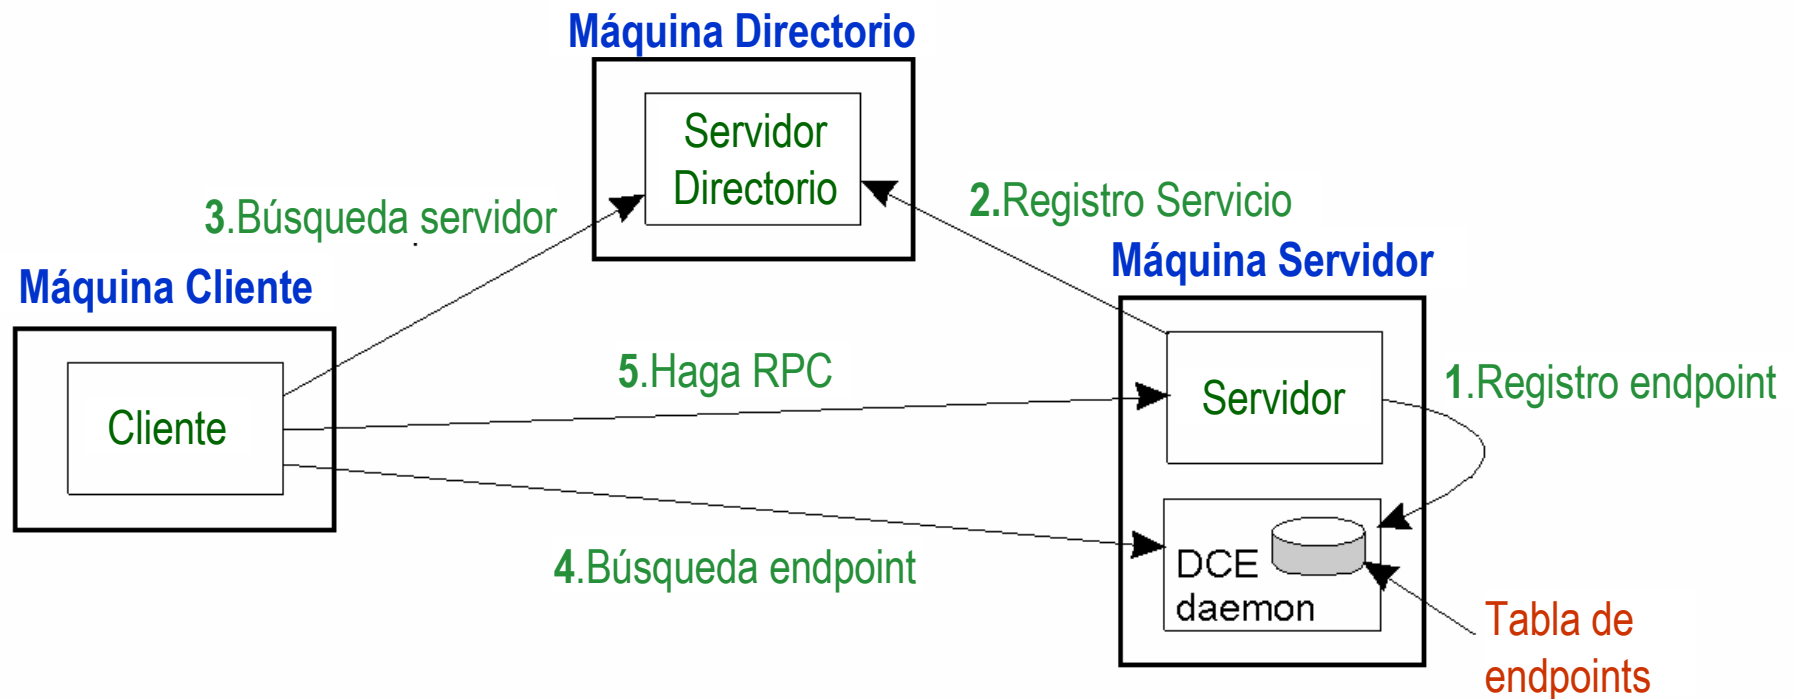 Máquina Directorio
Servidor
Directorio
3.Búsqueda servidor
2.Registro Servicio
Máquina Servidor
Máquina Cliente
5.Haga RPC
1.Registro endpoint
Servidor
Cliente
4.Búsqueda endpoint
DCE
daemon
Tabla de
endpoints